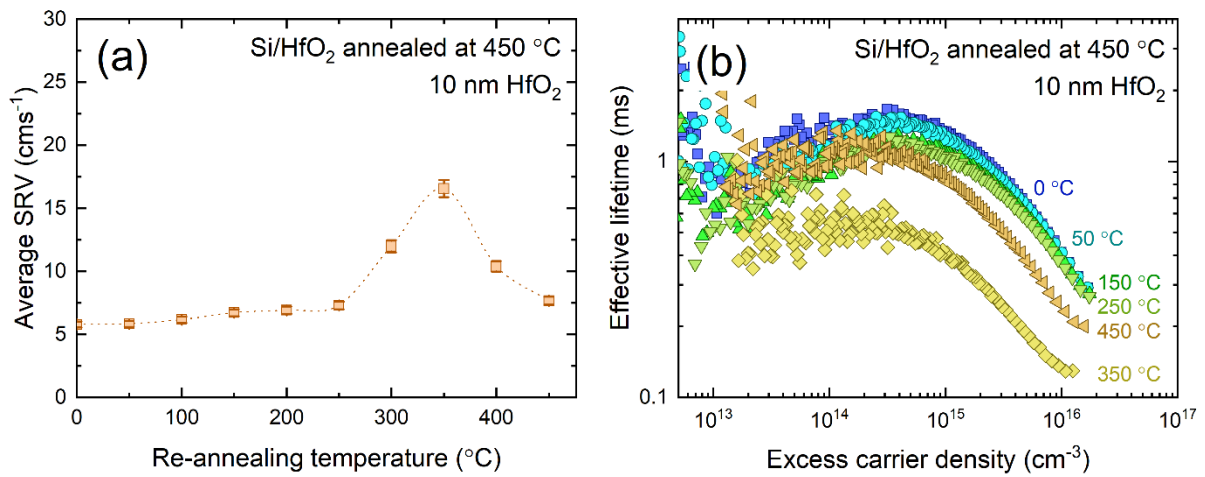 (a)
Si/HfO₂ annealed at 450 °C
10 nm HfO₂
Average SRV (cms⁻¹)
30
25
20
15
10
5
0
0
100
200
300
400
Re-annealing temperature (°C)
(b)
Si/HfO₂ annealed at 450 °C
10 nm HfO₂
Effective lifetime (ms)
1
0.1
0 °C
50 °C
150 °C
250 °C
450 °C
350 °C
10¹³
10¹⁴
10¹⁵
10¹⁶
10¹⁷
Excess carrier density (cm⁻³)